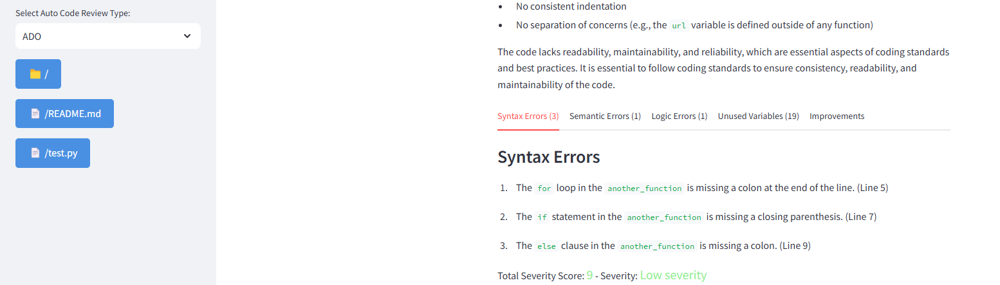 Select Auto Code Review Type:
ADO
/
/README.md
/test.py
• No consistent indentation
• No separation of concerns (e.g., the url variable is defined outside of any function)
The code lacks readability, maintainability, and reliability, which are essential aspects of coding standards
and best practices. It is essential to follow coding standards to ensure consistency, readability, and
maintainability of the code.
Syntax Errors (3) Semantic Errors (1) Logic Errors (1) Unused Variables (19) Improvements
Syntax Errors
1. The for loop in the another_function is missing a colon at the end of the line. (Line 5)
2. The if statement in the another_function is missing a closing parenthesis. (Line 7)
3. The else clause in the another_function is missing a colon. (Line 9)
Total Severity Score: 9 - Severity: Low severity